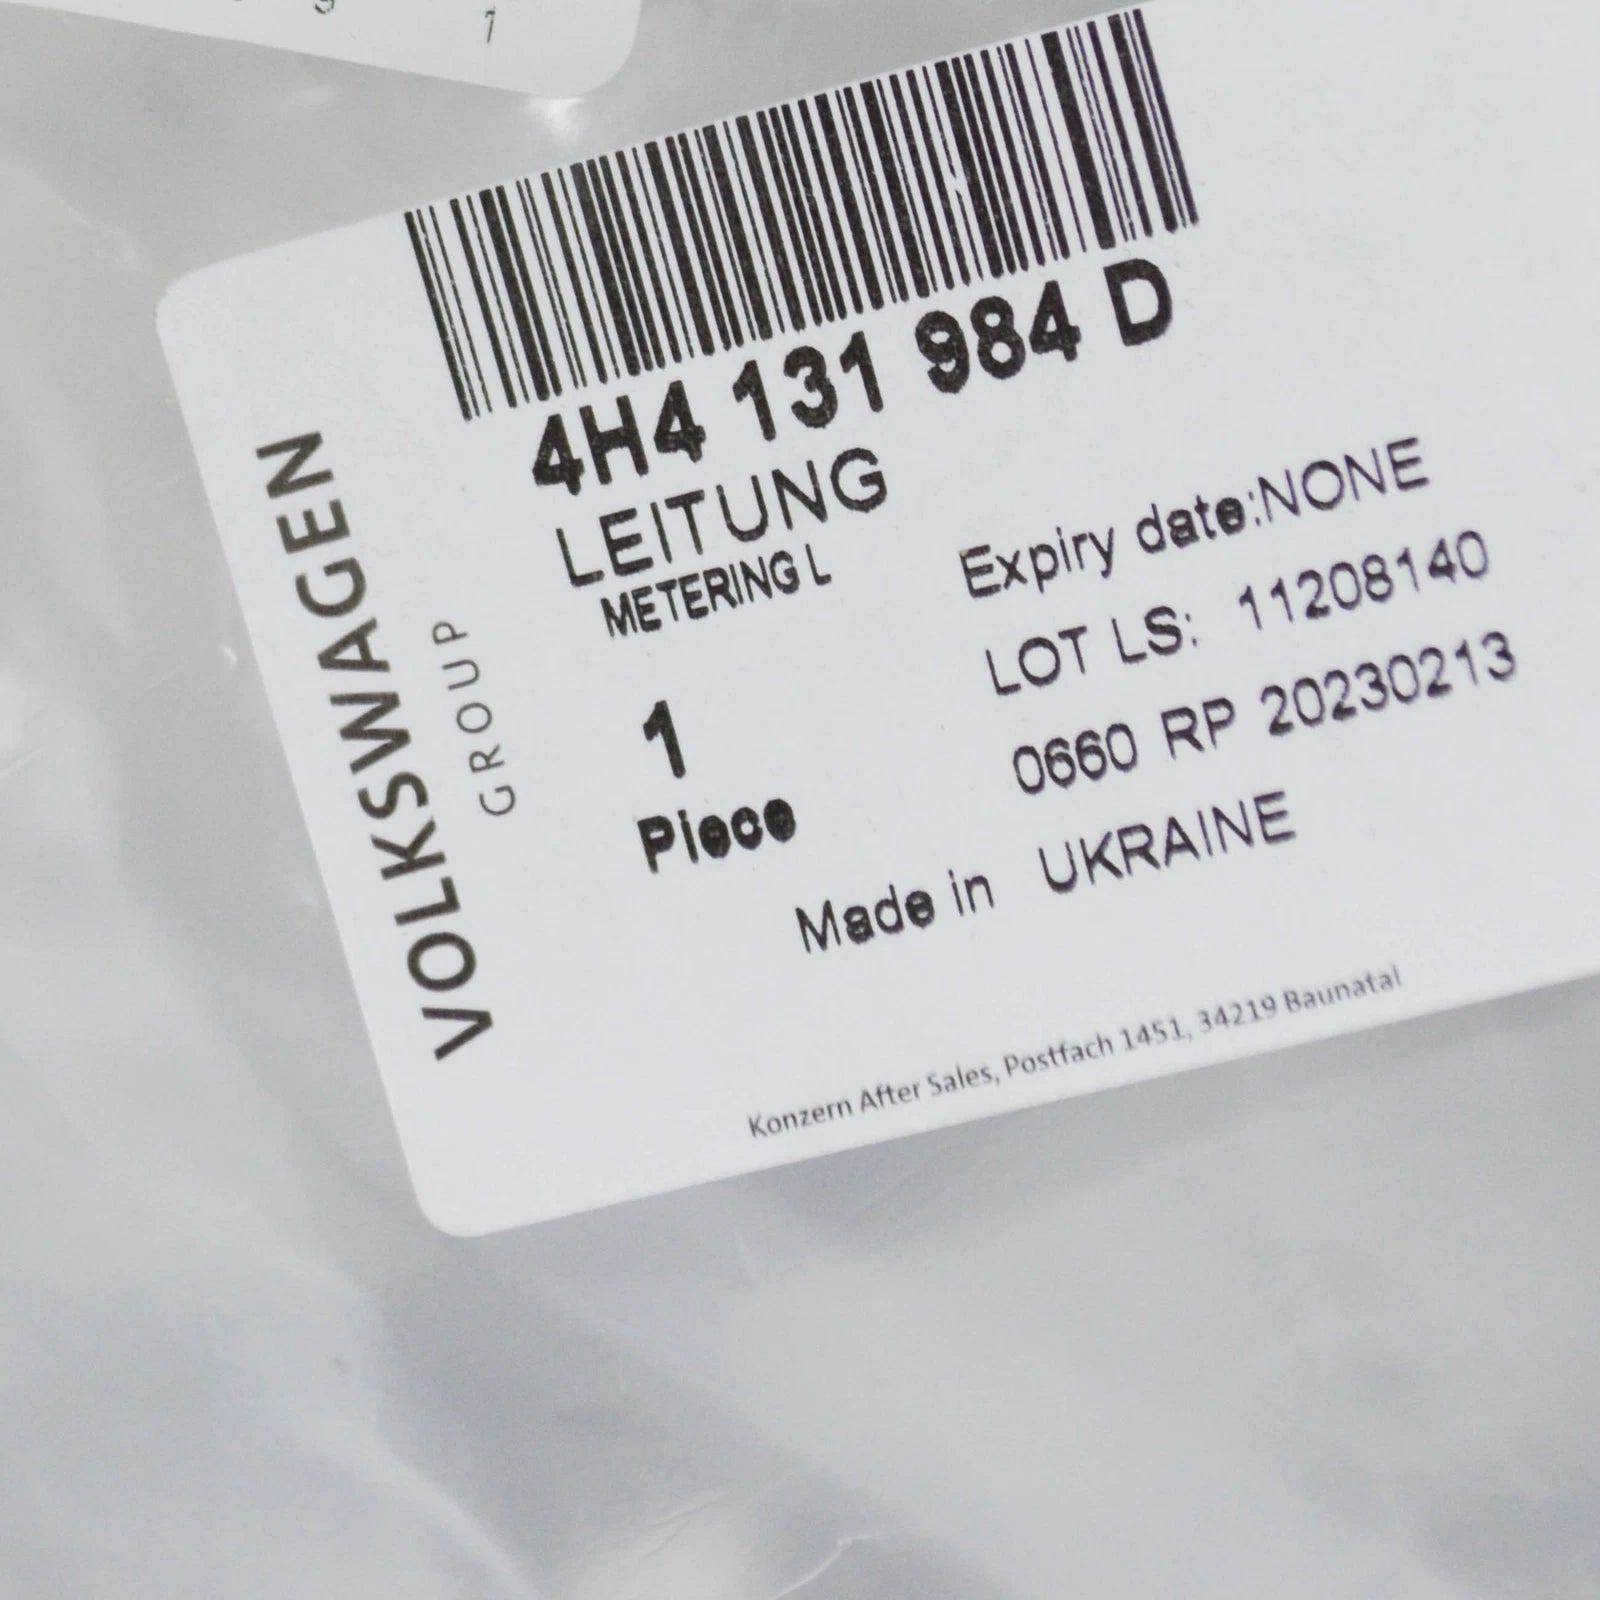 7
4H4 131 984 D
LEITUNG
METERING L
1
Piece
Expiry date:NONE
LOT LS: 11208140
0660 RP 20230213
Made in UKRAINE
VOLKSWAGEN
GROUP
Konzern After Sales, Postfach 1451, 34219 Baunatal